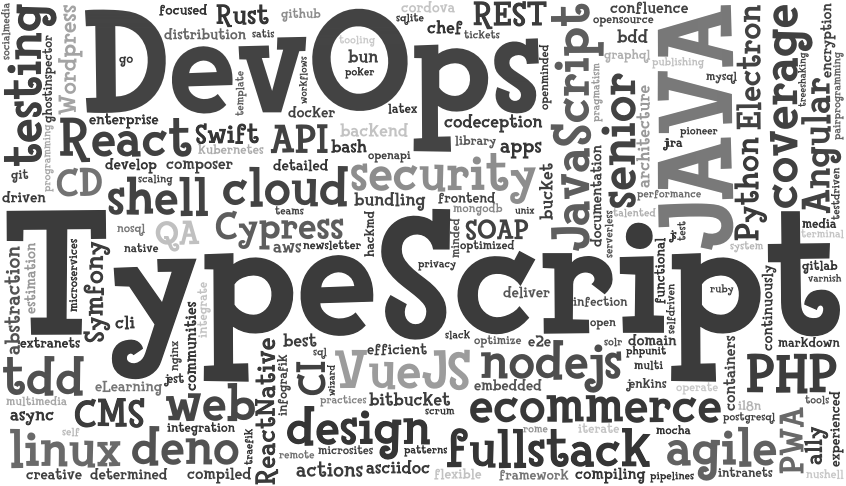 socialmedia
testing
ghostinspector
Wordpress
focused
Rust
github
cordova
REST
confluence
opensource
distribution
satis
sqlite
chef
tickets
bdd
DevOps
go
tooling
bun
poker
workflows
template
docker
latex
openminded
JavaScript
pragmatism
graphql
publishing
JAVA
mysql
Electron
coverage
treeshaking
encryption
enterprise
React
Swift
API
backend
bash
codeception
library
apps
senior
architecture
pioneer
jra
Python
Angular
pairprogramming
testdriven
programming
git
driven
CD
Kubernetes
develop
composer
scaling
detailed
openapi
security
bucket
documentation
performance
shell
cloud
bundling
frontend
mongodb
unix
serverless
talented
nosql
QA
Cypress
teams
aws
newsletter
hackmd
minded
SOAP
optimized
test
system
media
terminal
native
TypeScript
abstraction
estimation
microservices
Symfony
privacy
functional
selfdriven
ruby
continuously
gitlab
varnish
cli
communities
integrate
deliver
infection
open
extranets
nginx
best
sql
slack
efficient
optimize
e2e
solr
domain
phpunit
multi
markdown
tdd
eLearning
jest
ReactNative
infografik
CI
wizard
VueJS
nodejs
embedded
jenkins
operate
containers
PHP
multimedia
async
CMS
web
practices
bitbucket
scrum
ecommerce
il8n
postgresql
tools
integration
self
linux
deno
traefik
design
remote
microsites
patterns
rome
iterate
mocha
fullstack
agile
PWA
a11y
experienced
creative
determined
compiled
actions
asciidoc
flexible
framework
compiling
pipelines
intranets
nushell